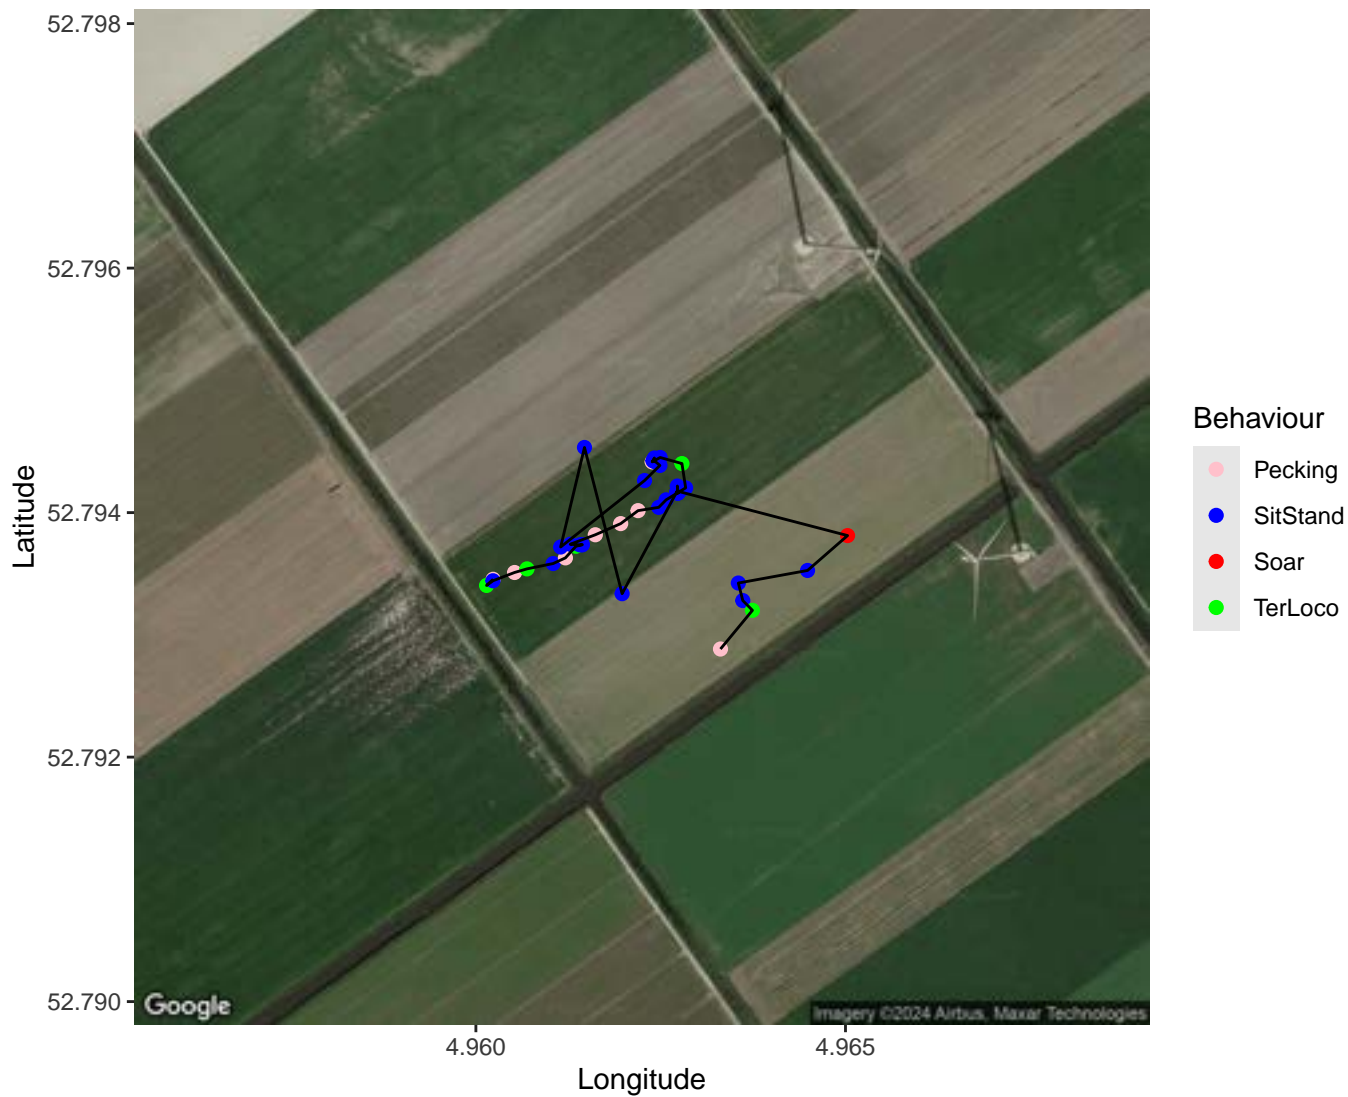 52.798
52.796
52.794
52.792
52.790
Latitude
4.960
4.965
Longitude
Behaviour
Pecking
SitStand
Soar
TerLoco
Google
Imagery ©2024 Airbus, Maxar Technologies